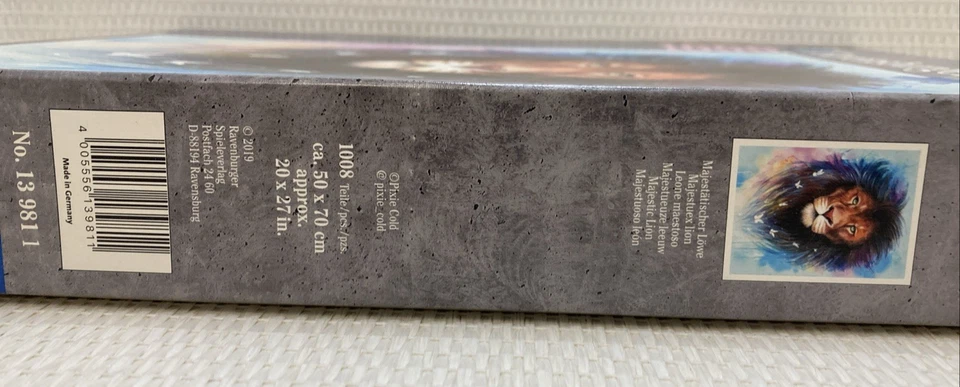 Majestätischer Löwe
Majestueux lion
Leone maestoso
Majestueuze leeuw
Majestic Lion
Majestuoso león
©Pixie Cold
@pixie_cold
1008 Teile/pcs./pzs.
ca. 50 x 70 cm
approx.
20 x 27 in.
© 2019
Ravensburger
Spieleverlag
Postfach 24 60
D-88194 Ravensburg
4 005556 139811
Made in Germany
No. 13 981 1